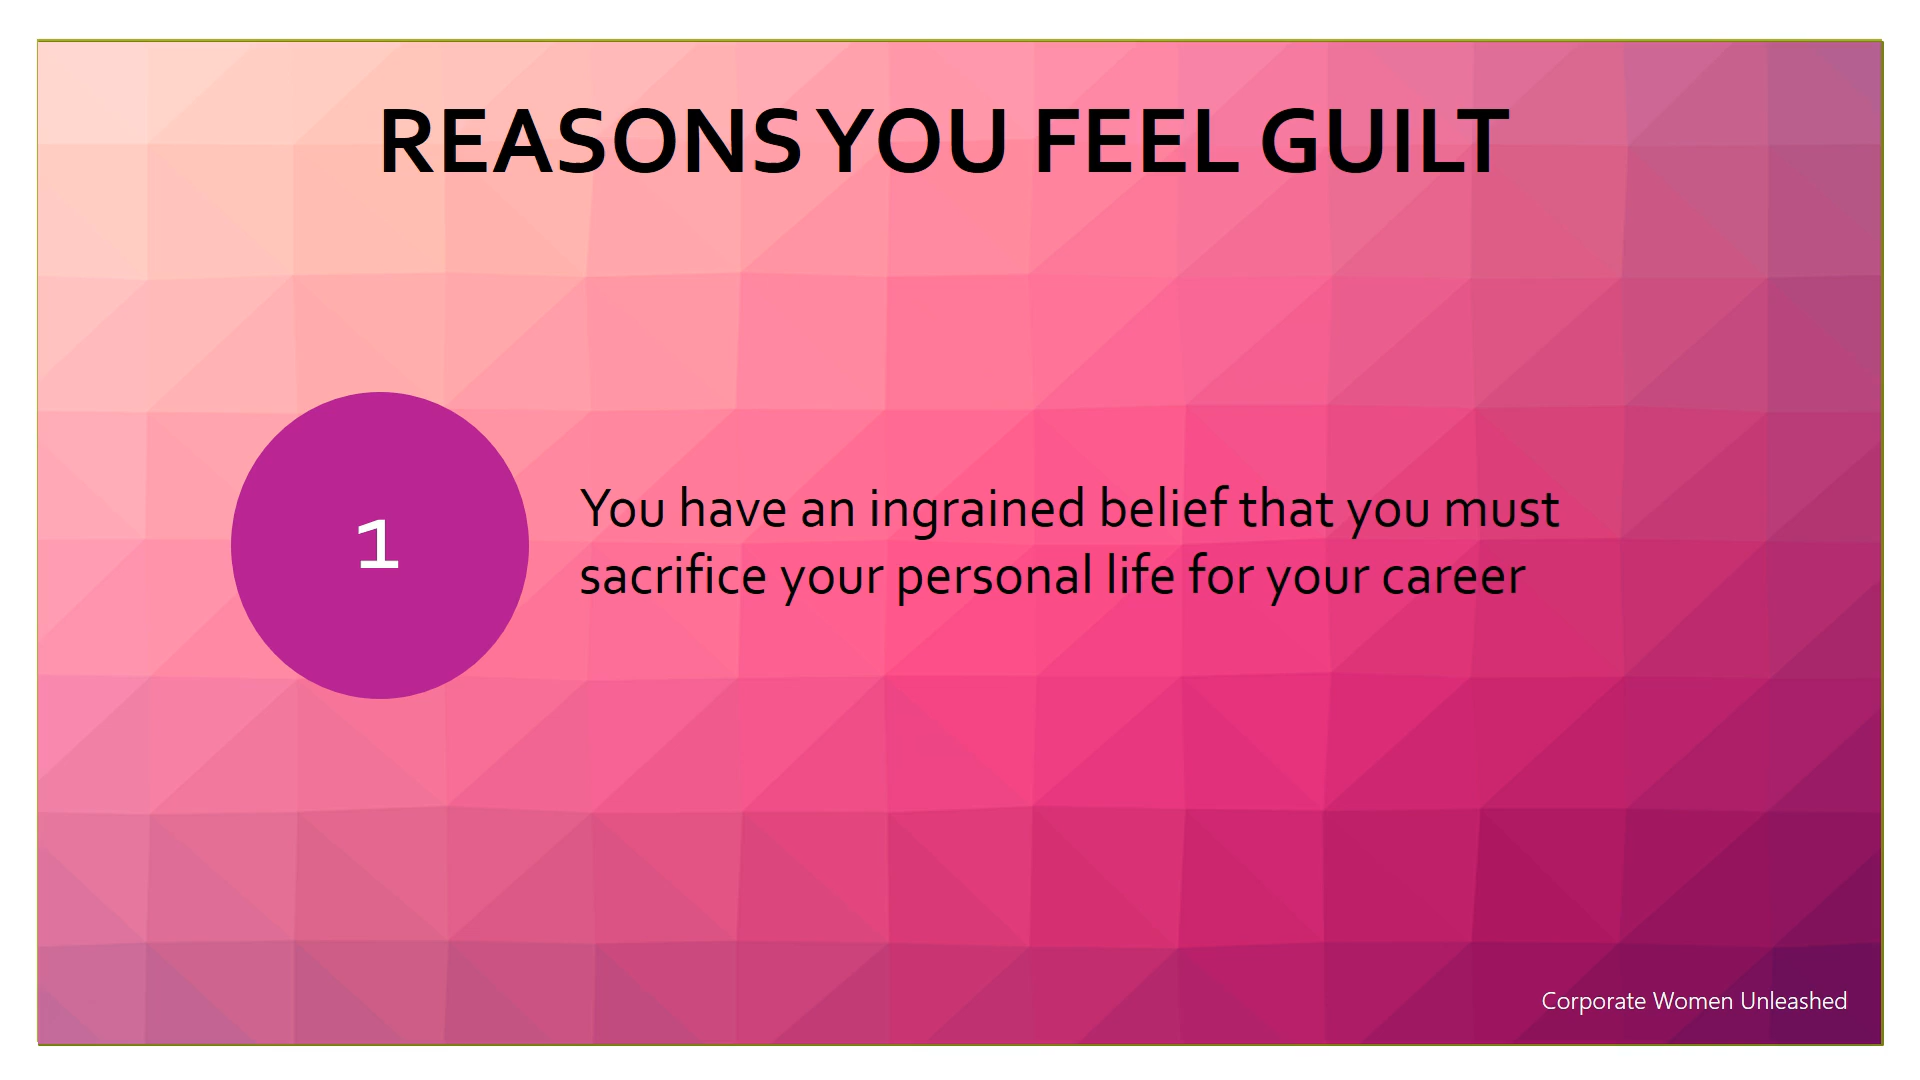 REASONS YOU FEEL GUILT
1
You have an ingrained belief that you must
sacrifice your personal life for your career
Corporate Women Unleashed